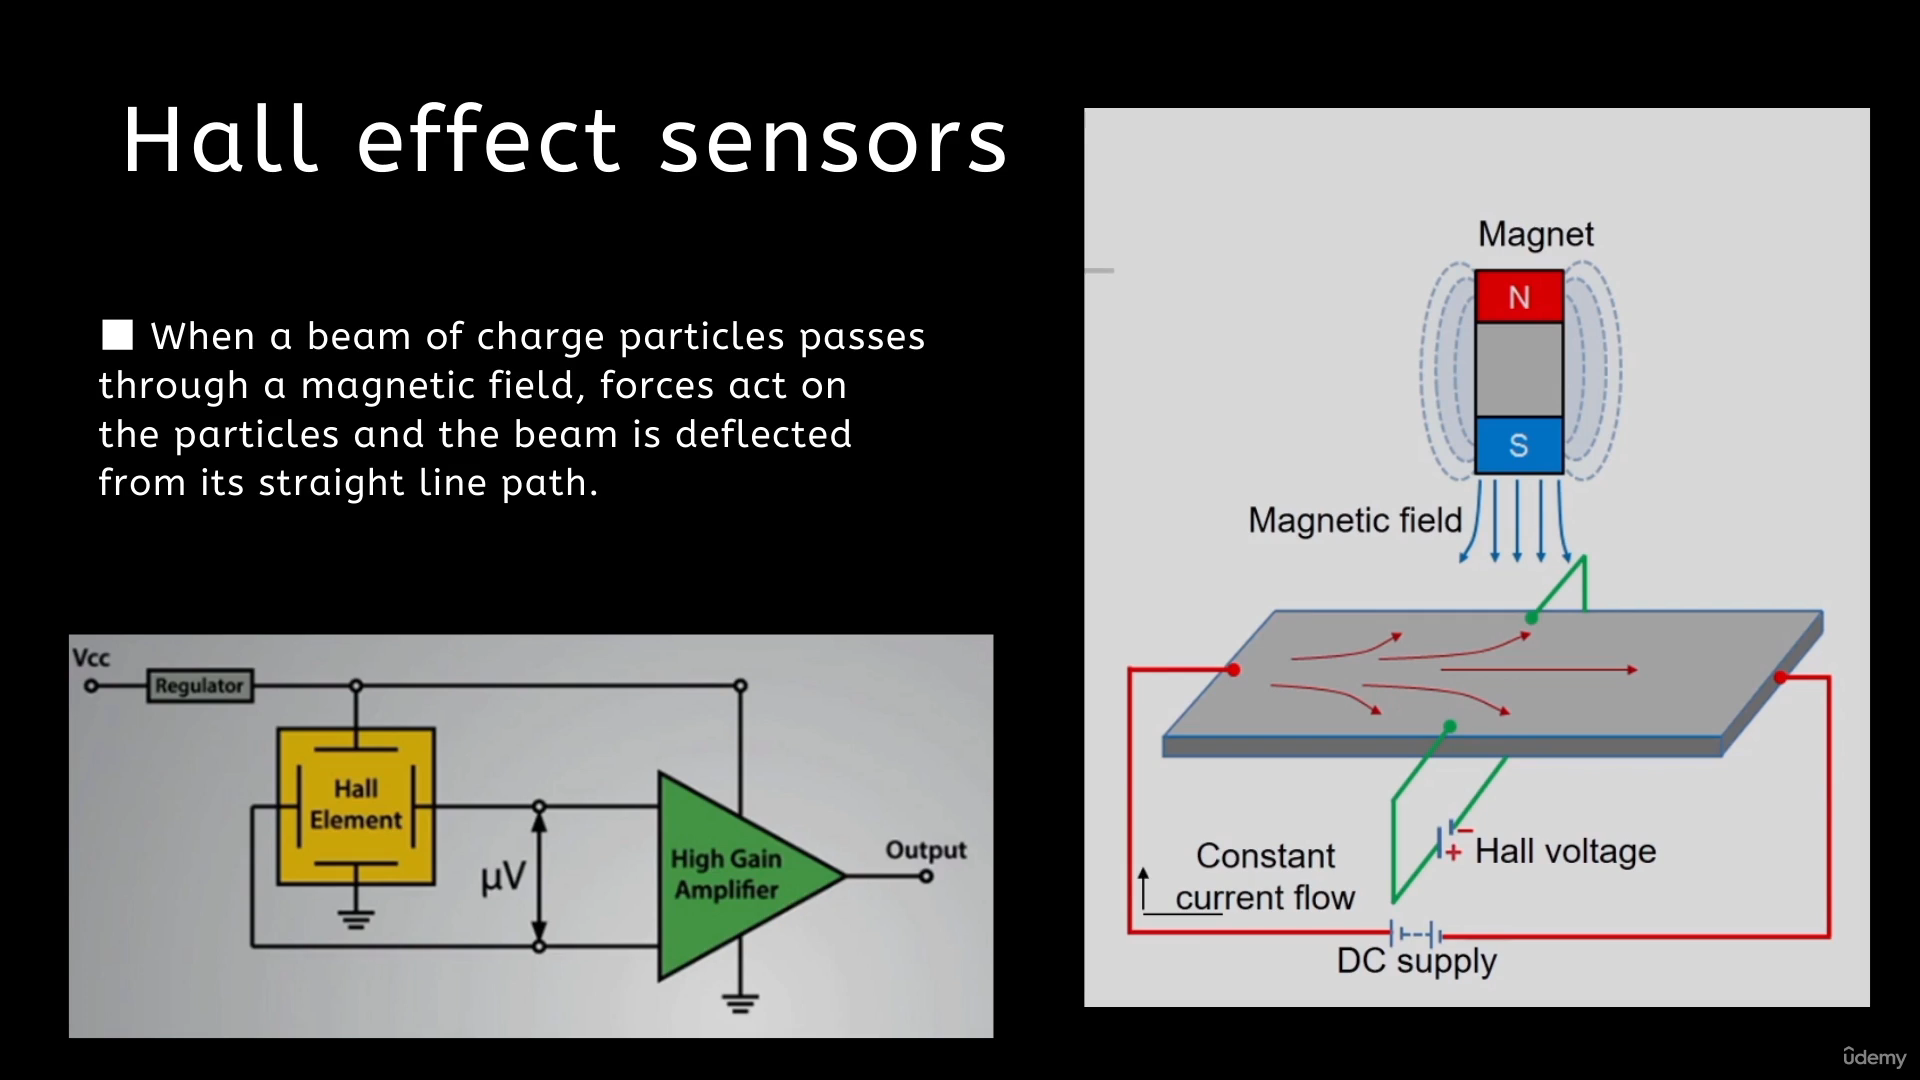 Hall effect sensors
When a beam of charge particles passes
through a magnetic field, forces act on
the particles and the beam is deflected
from its straight line path.
Vcc
Regulator
Hall
Element
µV
High Gain
Amplifier
Output
Magnet
N
S
Magnetic field
Constant
current flow
−
+ Hall voltage
DC supply
ûdemy